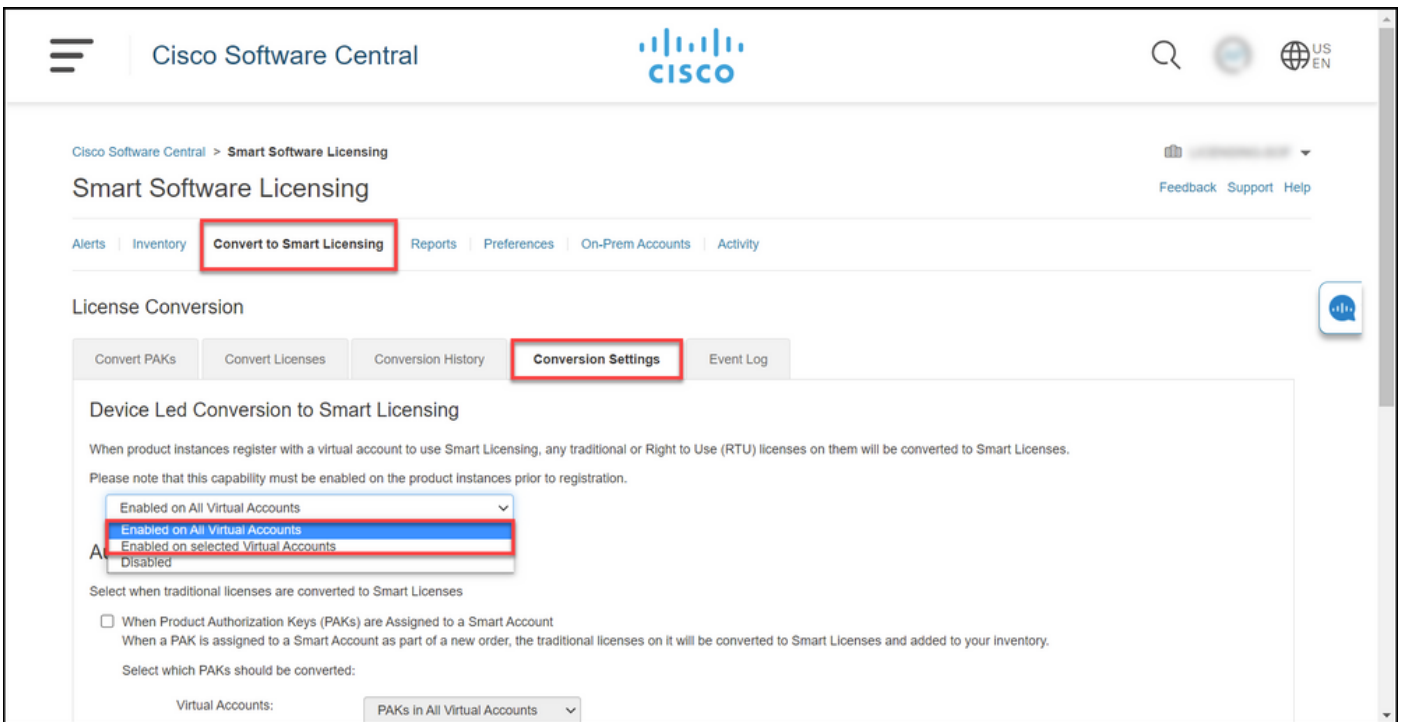 Cisco Software Central
CISCO
US
EN
Cisco Software Central > Smart Software Licensing
Smart Software Licensing
Feedback Support Help
Alerts Inventory Convert to Smart Licensing Reports Preferences On-Prem Accounts Activity
License Conversion
Convert PAKs Convert Licenses Conversion History Conversion Settings Event Log
Device Led Conversion to Smart Licensing
When product instances register with a virtual account to use Smart Licensing, any traditional or Right to Use (RTU) licenses on them will be converted to Smart Licenses.
Please note that this capability must be enabled on the product instances prior to registration.
Enabled on All Virtual Accounts
Enabled on All Virtual Accounts
Enabled on selected Virtual Accounts
Disabled
Select when traditional licenses are converted to Smart Licenses
When Product Authorization Keys (PAKs) are Assigned to a Smart Account
When a PAK is assigned to a Smart Account as part of a new order, the traditional licenses on it will be converted to Smart Licenses and added to your inventory.
Select which PAKs should be converted:
Virtual Accounts: PAKs in All Virtual Accounts